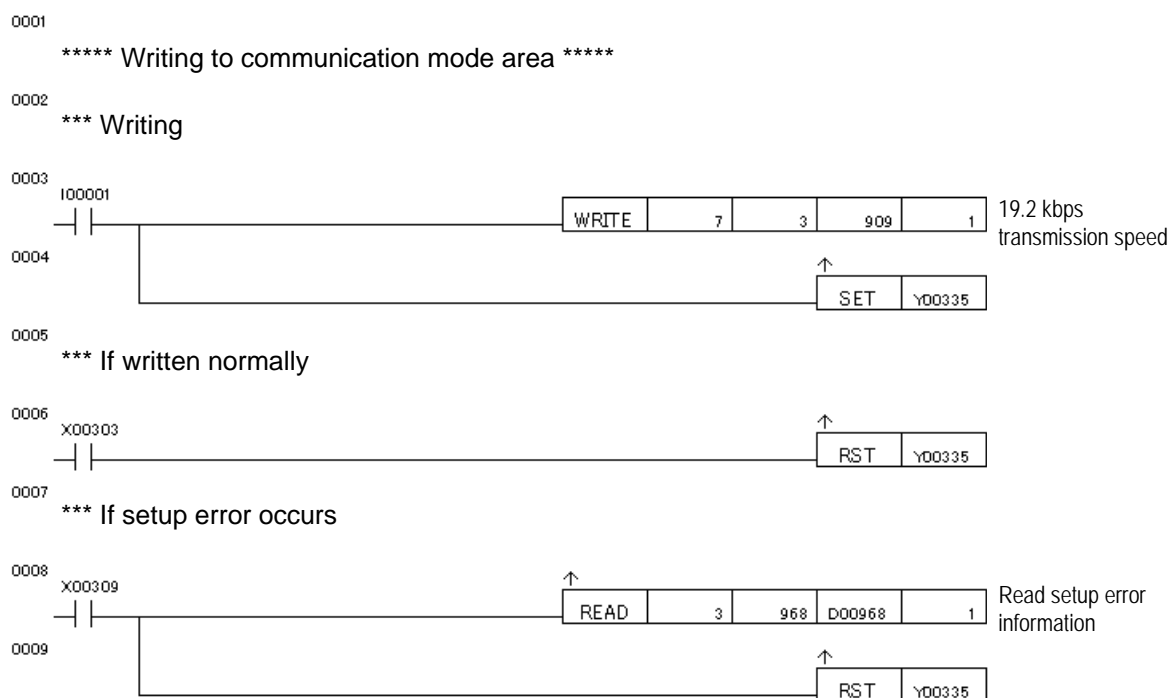 0001
***** Writing to communication mode area *****
0002
*** Writing
0003
I00001
WRITE 7 3 909 1
19.2 kbps
transmission speed
0004
↑
SET Y00335
0005
*** If written normally
0006
X00303
↑
RST Y00335
0007
*** If setup error occurs
0008
X00309
↑
READ 3 968 D00968 1
Read setup error
information
0009
↑
RST Y00335